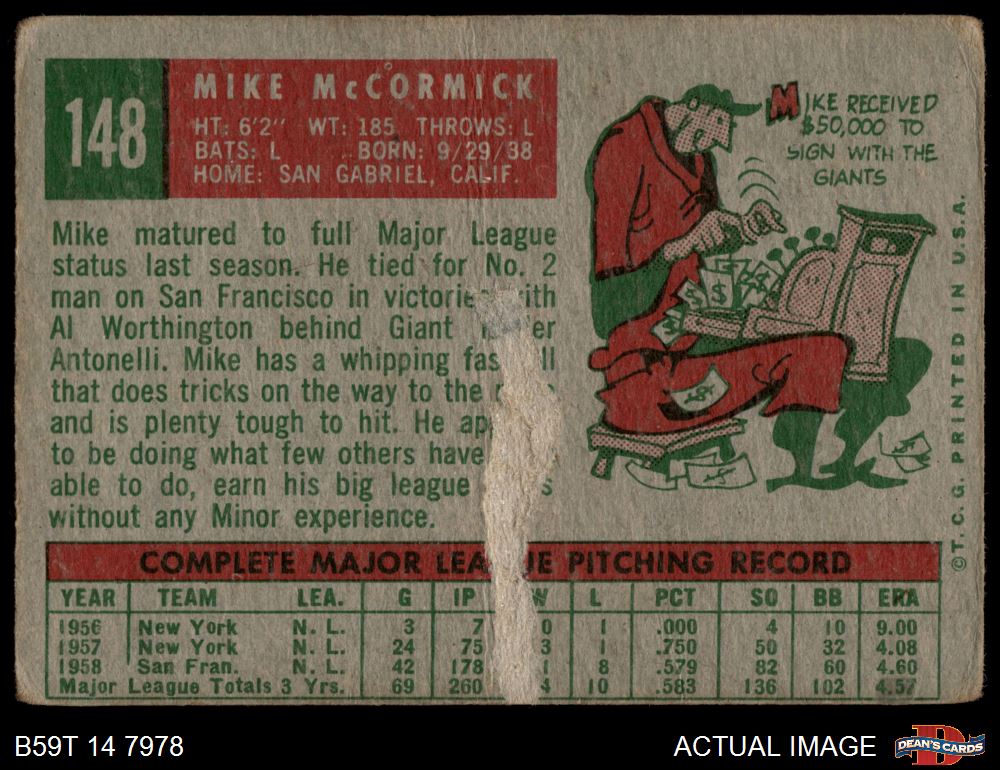 148
MIKE McCORMICK
HT: 6'2" WT: 185 THROWS: L
BATS: L BORN: 9/29/38
HOME: SAN GABRIEL, CALIF.
MIKE RECEIVED
$50,000 TO
SIGN WITH THE
GIANTS
Mike matured to full Major League
status last season. He tied for No. 2
man on San Francisco in victorie ith
Al Worthington behind Giant er
Antonelli. Mike has a whipping fas ll
that does tricks on the way to the
and is plenty tough to hit. He ap
to be doing what few others have
able to do, earn his big league s
without any Minor experience.
©T.C.G. PRINTED IN U.S.A.
COMPLETE MAJOR LEA E PITCHING RECORD
YEAR TEAM LEA. G IP W L PCT SO BB ERA
1956 New York N. L. 3 7 0 1 .000 4 10 9.00
1957 New York N. L. 24 75 3 1 .750 50 32 4.08
1958 San Fran. N. L. 42 178 1 8 .579 82 60 4.60
Major League Totals 3 Yrs. 69 260 4 10 .583 136 102 4.57
B59T 14 7978
ACTUAL IMAGE
DEAN'S CARDS